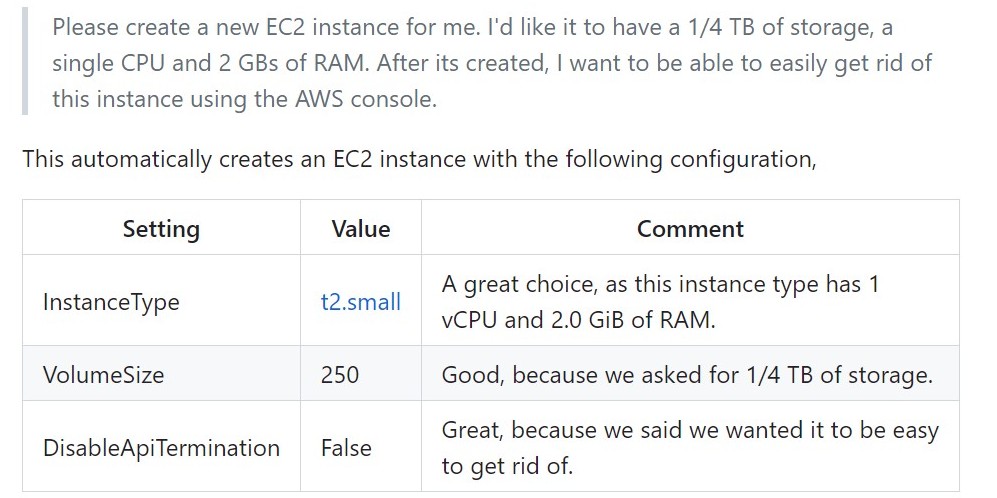 Please create a new EC2 instance for me. I'd like it to have a 1/4 TB of storage, a
single CPU and 2 GBs of RAM. After its created, I want to be able to easily get rid of
this instance using the AWS console.
This automatically creates an EC2 instance with the following configuration,
Setting Value Comment
InstanceType t2.small A great choice, as this instance type has 1
vCPU and 2.0 GiB of RAM.
VolumeSize 250 Good, because we asked for 1/4 TB of storage.
DisableApiTermination False Great, because we said we wanted it to be easy
to get rid of.